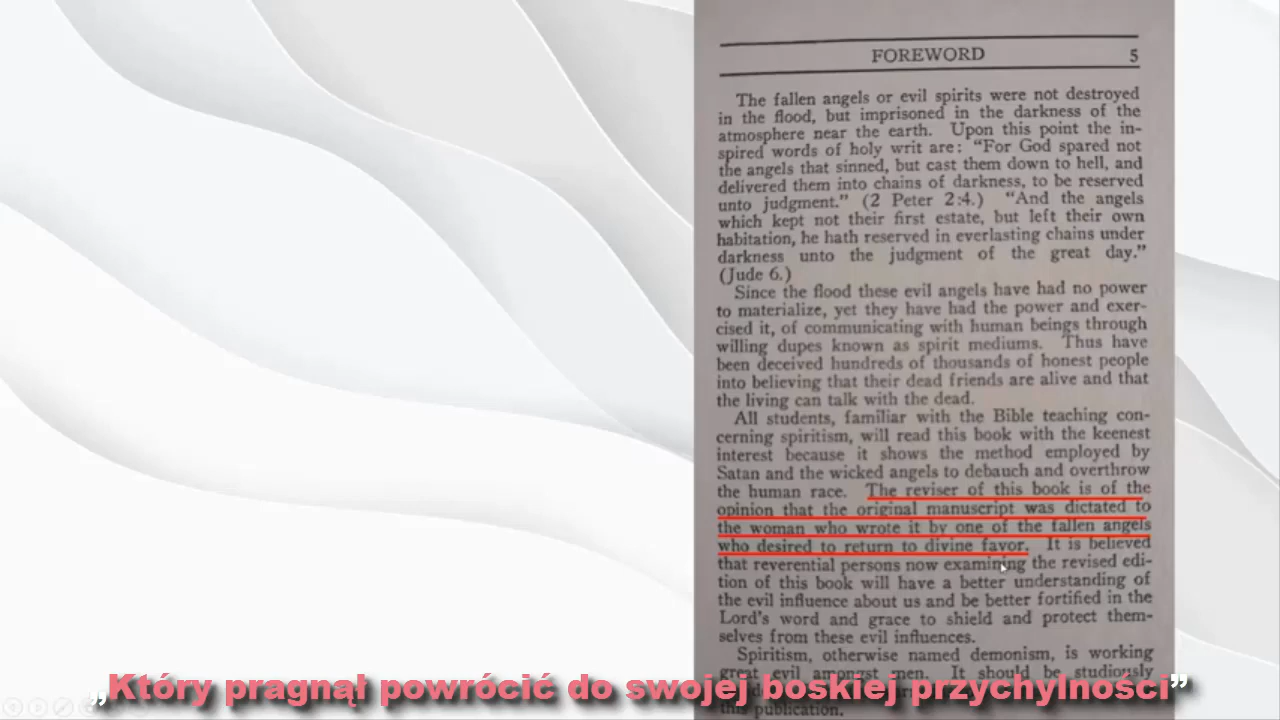 FOREWORD 5
The fallen angels or evil spirits were not destroyed
in the flood, but imprisoned in the darkness of the
atmosphere near the earth. Upon this point the in-
spired words of holy writ are: "For God spared not
the angels that sinned, but cast them down to hell, and
delivered them into chains of darkness, to be reserved
unto judgment." (2 Peter 2:4.) "And the angels
which kept not their first estate, but left their own
habitation, he hath reserved in everlasting chains under
darkness unto the judgment of the great day."
(Jude 6.)
Since the flood these evil angels have had no power
to materialize, yet they have had the power and exer-
cised it, of communicating with human beings through
willing dupes known as spirit mediums. Thus have
been deceived hundreds of thousands of honest people
into believing that their dead friends are alive and that
the living can talk with the dead.
All students, familiar with the Bible teaching con-
cerning spiritism, will read this book with the keenest
interest because it shows the method employed by
Satan and the wicked angels to debauch and overthrow
the human race. The reviser of this book is of the
opinion that the original manuscript was dictated to
the woman who wrote it by one of the fallen angels
who desired to return to divine favor. It is believed
that reverential persons now examining the revised edi-
tion of this book will have a better understanding of
the evil influence about us and be better fortified in the
Lord's word and grace to shield and protect them-
selves from these evil influences.
Spiritism, otherwise named demonism, is working
great evil amongst men. It should be studiously
this publication.
„Który pragnął powrócić do swojej boskiej przychylności”